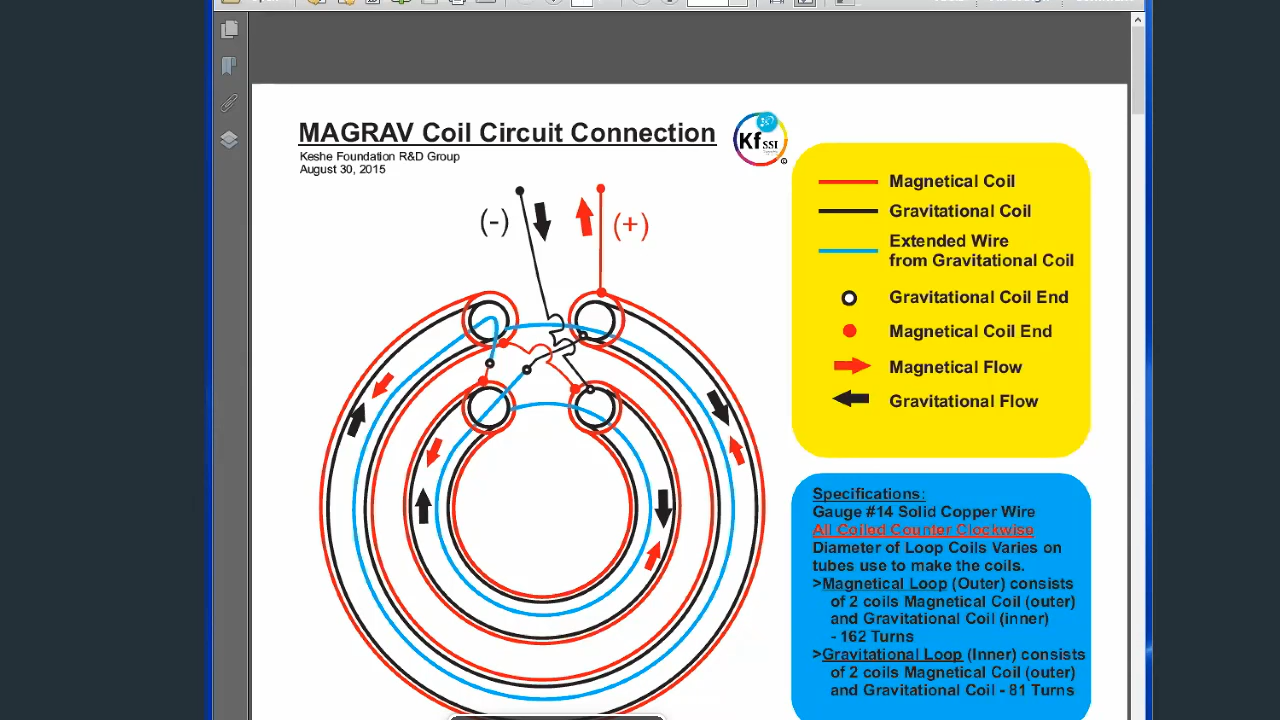 MAGRAV Coil Circuit Connection
Keshe Foundation R&D Group
August 30, 2015
Kf SSI
(-)
(+)
Magnetical Coil
Gravitational Coil
Extended Wire
from Gravitational Coil
Gravitational Coil End
Magnetical Coil End
Magnetical Flow
Gravitational Flow
Specifications:
Gauge #14 Solid Copper Wire
All Coiled Counter Clockwise
Diameter of Loop Coils Varies on
tubes use to make the coils.
>Magnetical Loop (Outer) consists
of 2 coils Magnetical Coil (outer)
and Gravitational Coil (inner)
- 162 Turns
>Gravitational Loop (Inner) consists
of 2 coils Magnetical Coil (outer)
and Gravitational Coil - 81 Turns